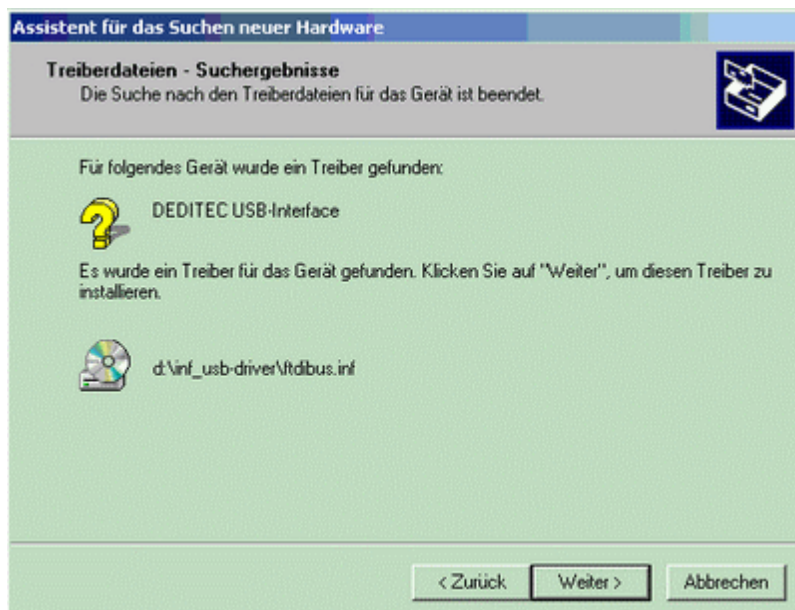 Assistent für das Suchen neuer Hardware
Treiberdateien - Suchergebnisse
Die Suche nach den Treiberdateien für das Gerät ist beendet.
Für folgendes Gerät wurde ein Treiber gefunden:
DEDITEC USB-Interface
Es wurde ein Treiber für das Gerät gefunden. Klicken Sie auf "Weiter", um diesen Treiber zu
installieren.
d:\inf_usb-driver\ftdibus.inf
< Zurück
Weiter >
Abbrechen